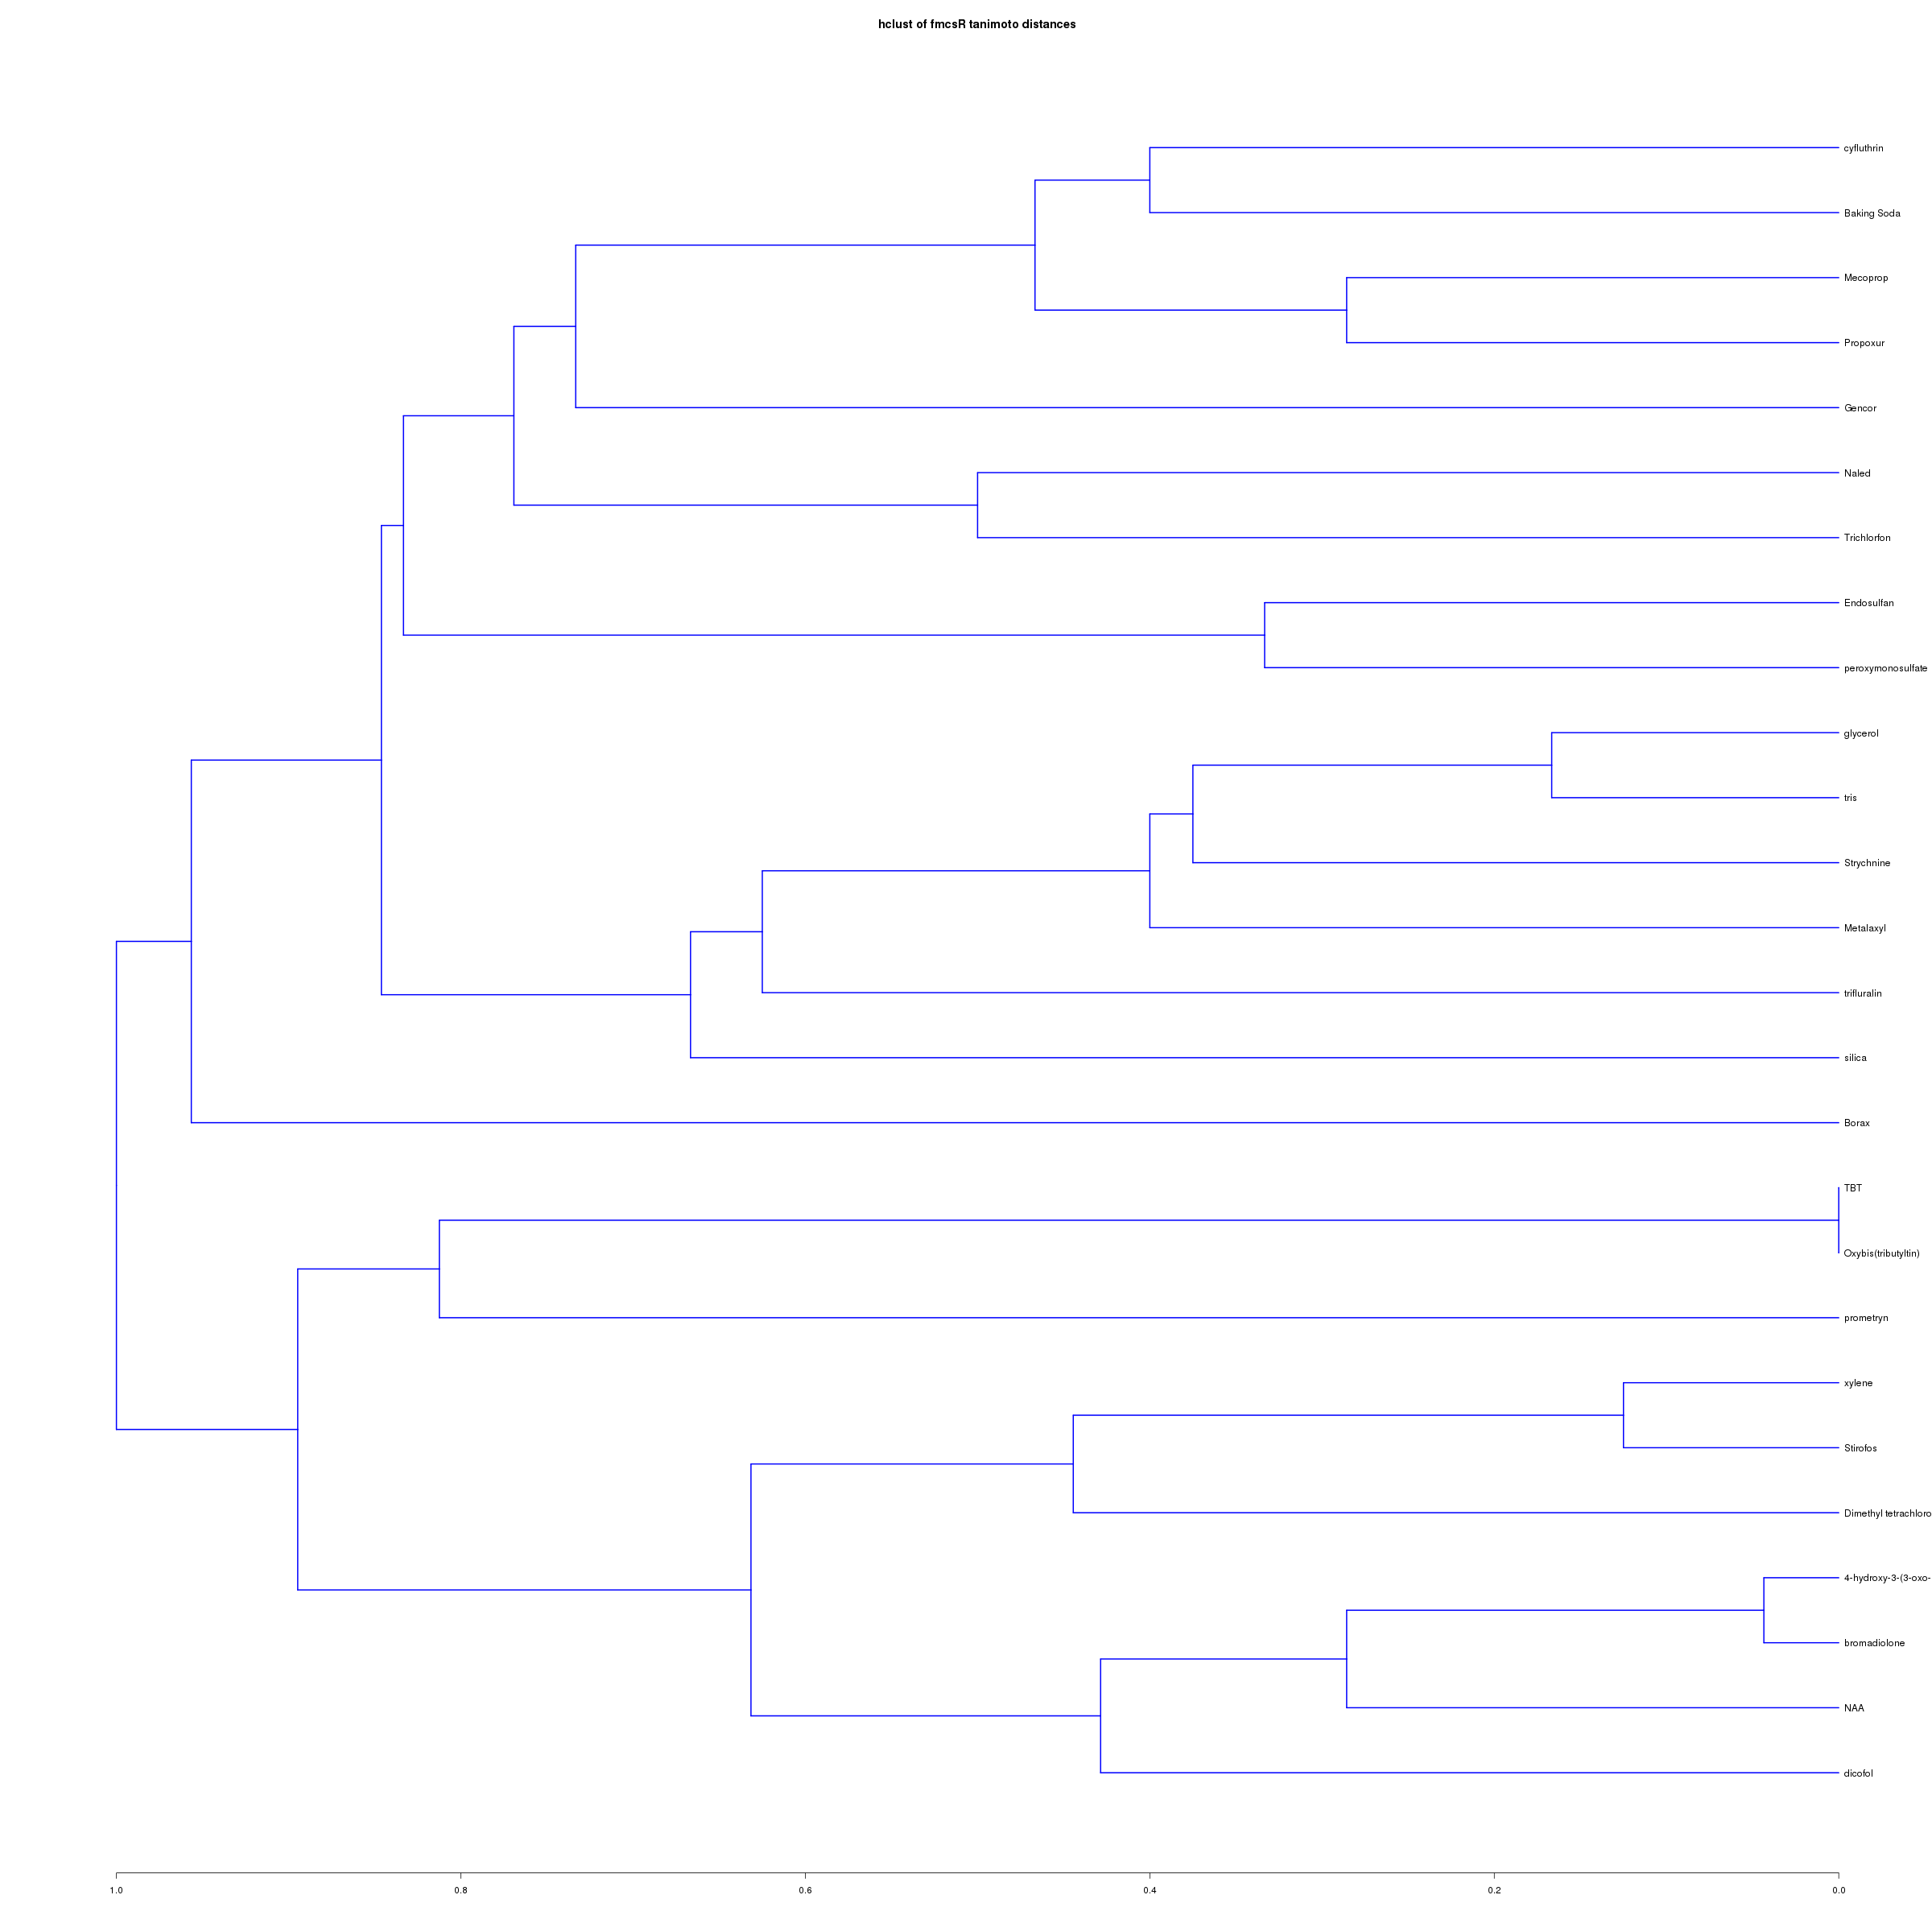 hclust of fmcsR tanimoto distances
cyfluthrin
Baking Soda
Mecoprop
Propoxur
Gencor
Naled
Trichlorfon
Endosulfan
peroxymonosulfate
glycerol
tris
Strychnine
Metalaxyl
trifluralin
silica
Borax
TBT
Oxybis(tributyltin)
prometryn
xylene
Stirofos
Dimethyl tetrachloro
4-hydroxy-3-(3-oxo-
bromadiolone
NAA
dicofol
1.0 0.8 0.6 0.4 0.2 0.0